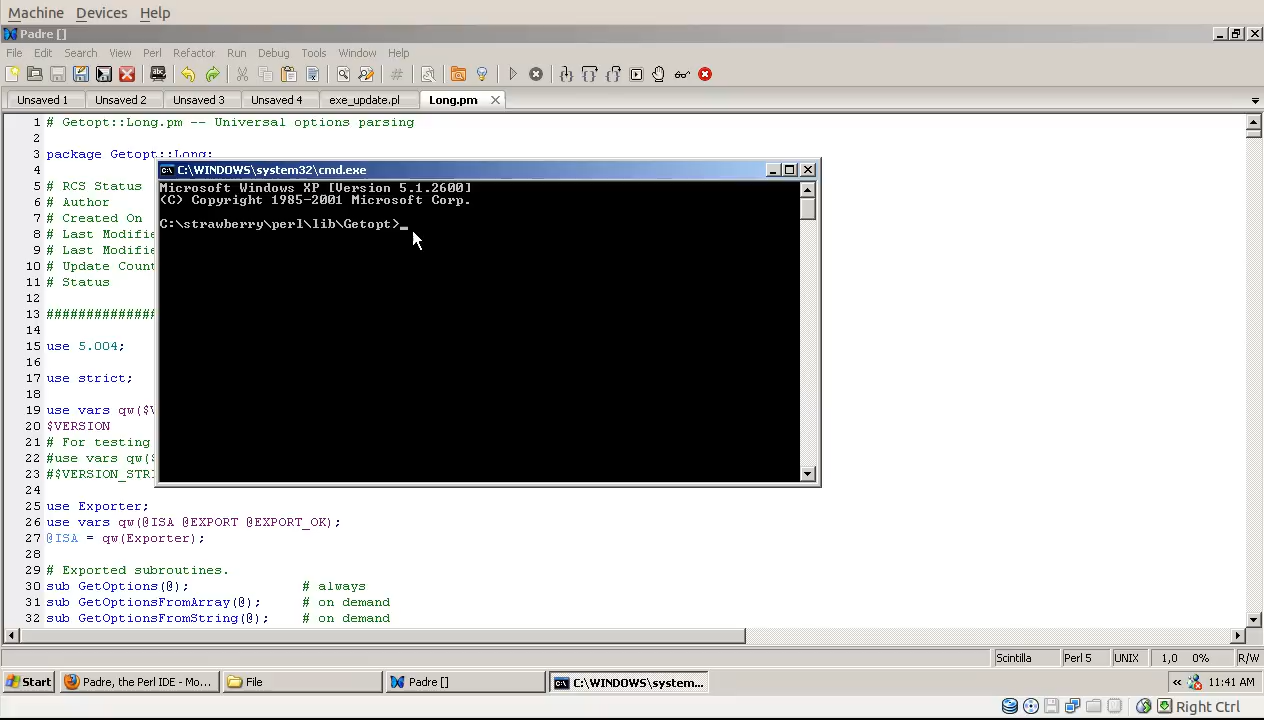 Machine Devices Help
Padre []
File Edit Search View Perl Refactor Run Debug Tools Window Help
Unsaved 1 Unsaved 2 Unsaved 3 Unsaved 4 exe_update.pl Long.pm
1 # Getopt::Long.pm -- Universal options parsing
2
3 package Getopt::Long;
4
5 # RCS Status
6 # Author
7 # Created On
8 # Last Modifie
9 # Last Modifie
10 # Update Count
11 # Status
12
13 ##############
14
15 use 5.004;
16
17 use strict;
18
19 use vars qw($V
20 $VERSION
21 # For testing
22 #use vars qw($
23 #$VERSION_STRI
24
25 use Exporter;
26 use vars qw(@ISA @EXPORT @EXPORT_OK);
27 @ISA = qw(Exporter);
28
29 # Exported subroutines.
30 sub GetOptions(@); # always
31 sub GetOptionsFromArray(@); # on demand
32 sub GetOptionsFromString(@); # on demand
C:\WINDOWS\system32\cmd.exe
Microsoft Windows XP [Version 5.1.2600]
(C) Copyright 1985-2001 Microsoft Corp.
C:\strawberry\perl\lib\Getopt>_
Scintilla Perl 5 UNIX 1,0 0% R/W
Start Padre, the Perl IDE - Mo... File Padre [] C:\WINDOWS\system... « 11:41 AM
Right Ctrl